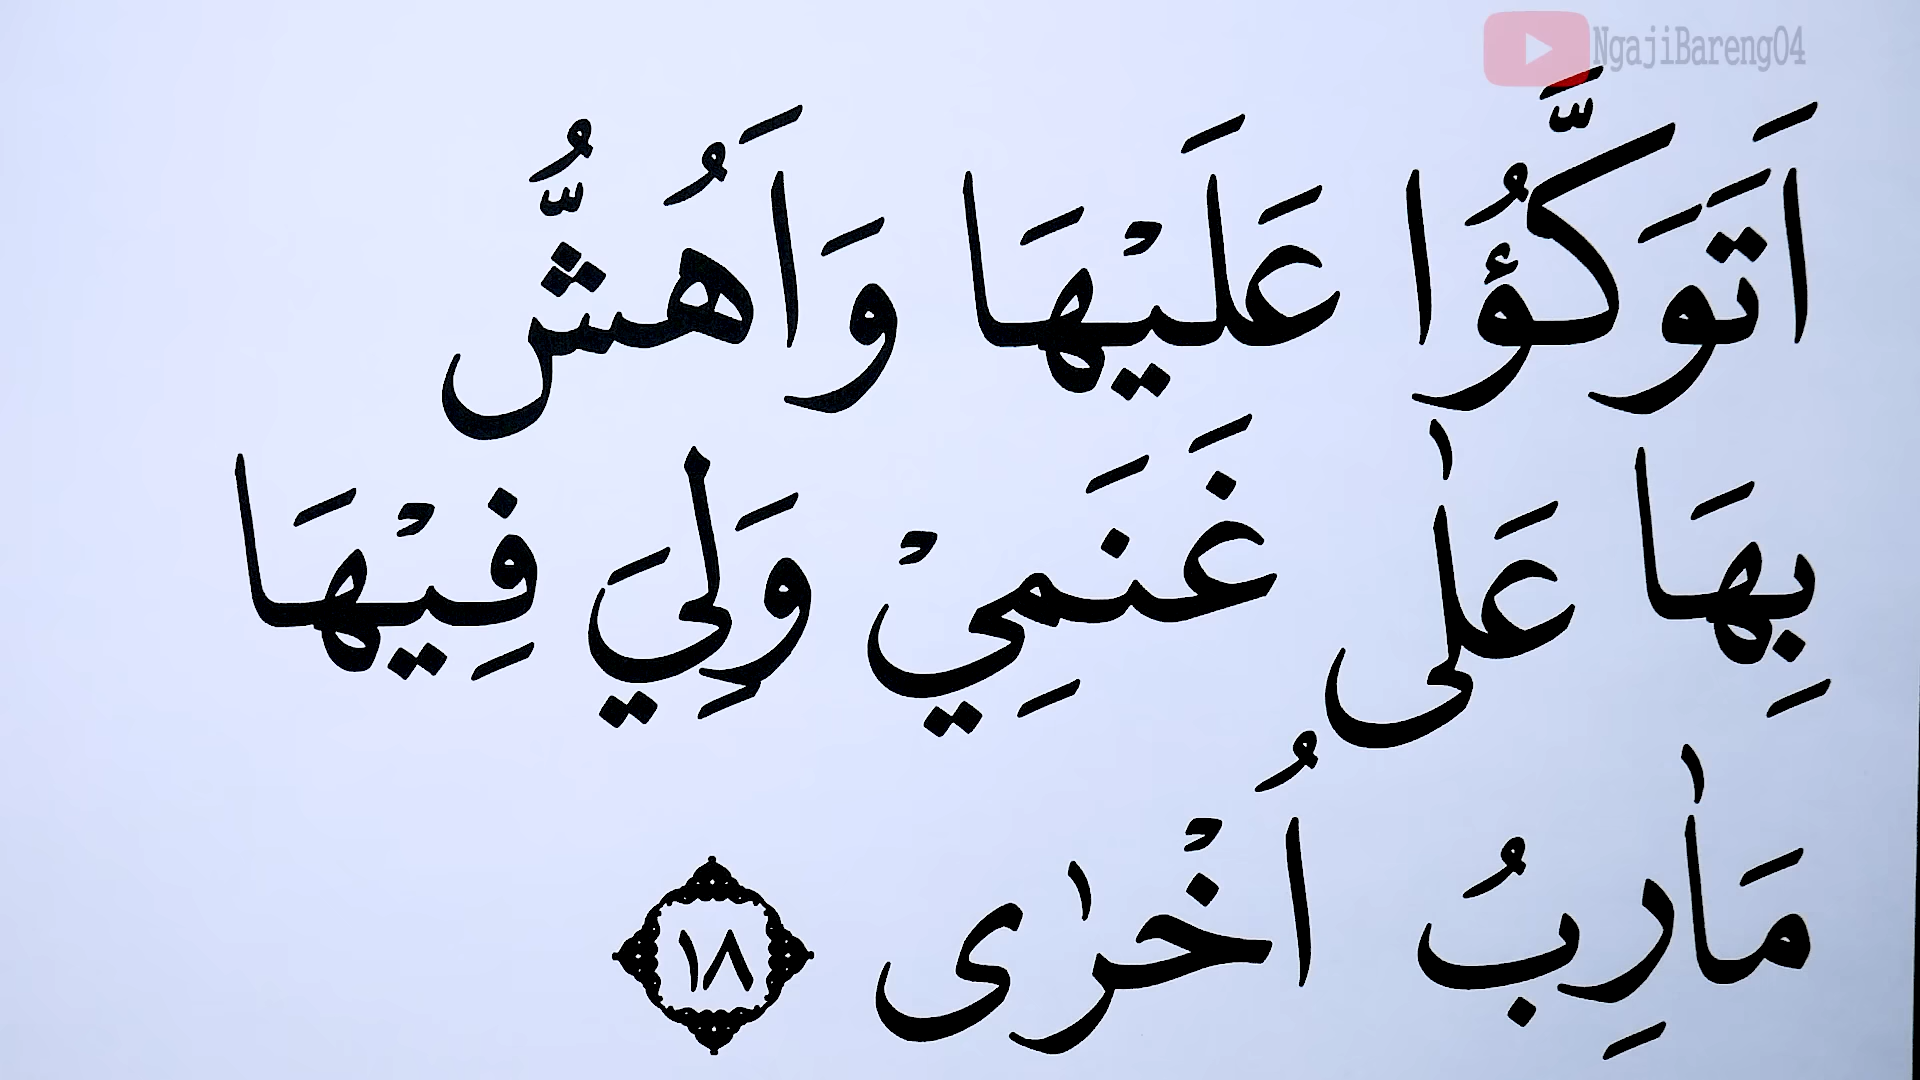 NgajiBareng04
اَتَوَكَّؤُا عَلَيْهَا وَاَهُشُّ
بِهَا عَلٰى غَنَمِيْ وَلِيَ فِيْهَا
مَاٰرِبُ اُخْرٰى ١٨